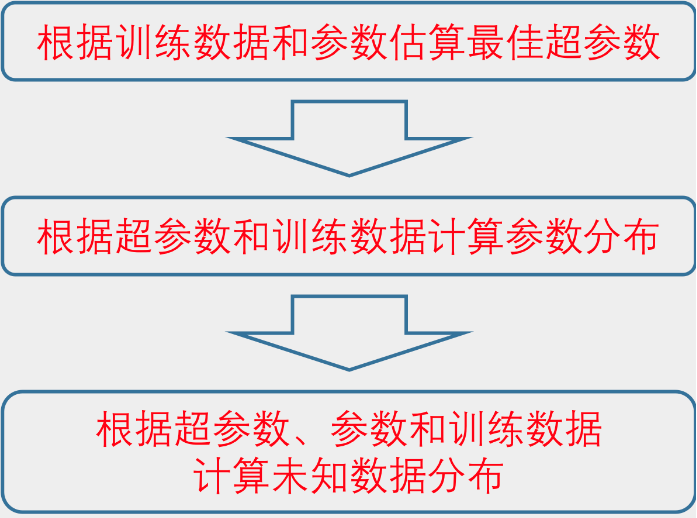 根据训练数据和参数估算最佳超参数
根据超参数和训练数据计算参数分布
根据超参数、参数和训练数据
计算未知数据分布